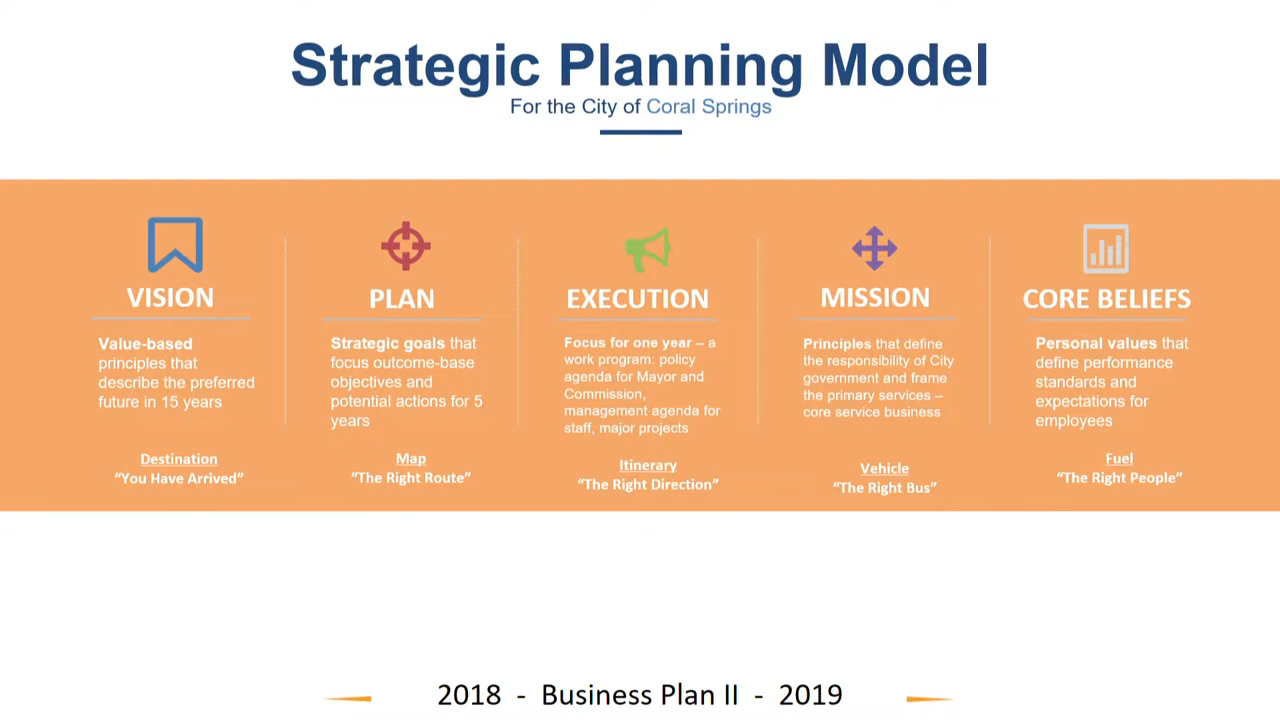 Strategic Planning Model
For the City of Coral Springs
VISION
Value-based
principles that
describe the preferred
future in 15 years
Destination
“You Have Arrived”
PLAN
Strategic goals that
focus outcome-base
objectives and
potential actions for 5
years
Map
“The Right Route”
EXECUTION
Focus for one year – a
work program: policy
agenda for Mayor and
Commission,
management agenda for
staff, major projects
Itinerary
“The Right Direction”
MISSION
Principles that define
the responsibility of City
government and frame
the primary services –
core service business
Vehicle
“The Right Bus”
CORE BELIEFS
Personal values that
define performance
standards and
expectations for
employees
Fuel
“The Right People”
2018 - Business Plan II - 2019